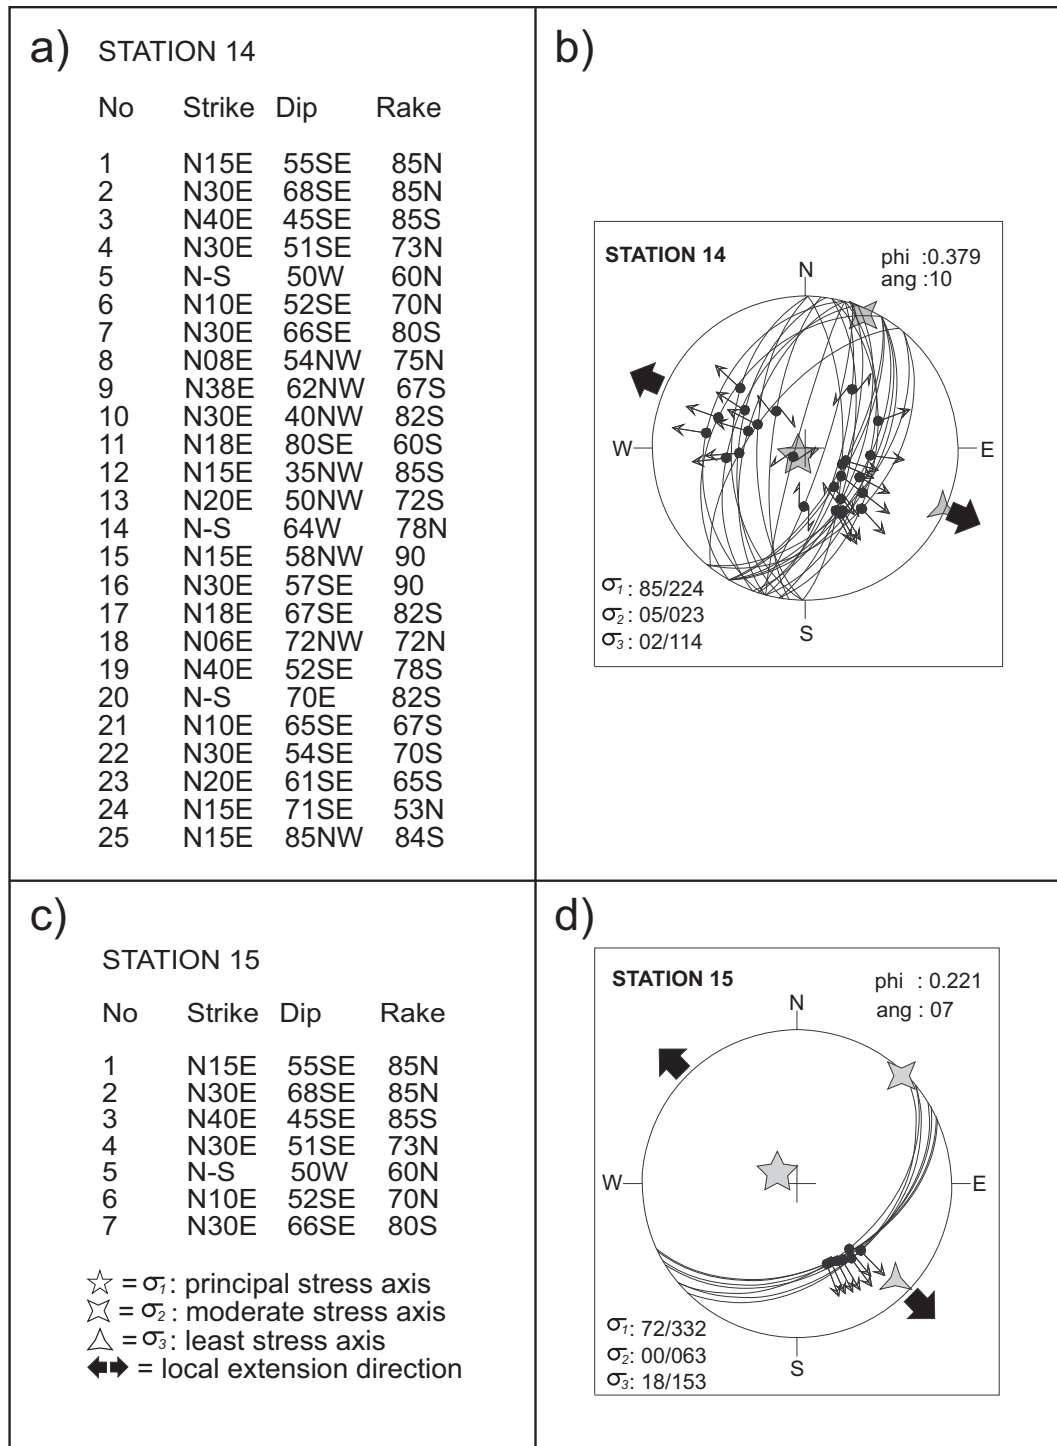 a) STATION 14
No Strike Dip Rake
1 N15E 55SE 85N
2 N30E 68SE 85N
3 N40E 45SE 85S
4 N30E 51SE 73N
5 N-S 50W 60N
6 N10E 52SE 70N
7 N30E 66SE 80S
8 N08E 54NW 75N
9 N38E 62NW 67S
10 N30E 40NW 82S
11 N18E 80SE 60S
12 N15E 35NW 85S
13 N20E 50NW 72S
14 N-S 64W 78N
15 N15E 58NW 90
16 N30E 57SE 90
17 N18E 67SE 82S
18 N06E 72NW 72N
19 N40E 52SE 78S
20 N-S 70E 82S
21 N10E 65SE 67S
22 N30E 54SE 70S
23 N20E 61SE 65S
24 N15E 71SE 53N
25 N15E 85NW 84S
b)
STATION 14
phi :0.379
ang :10
N
W
E
S
σ1: 85/224
σ2: 05/023
σ3: 02/114
c)
STATION 15
No Strike Dip Rake
1 N15E 55SE 85N
2 N30E 68SE 85N
3 N40E 45SE 85S
4 N30E 51SE 73N
5 N-S 50W 60N
6 N10E 52SE 70N
7 N30E 66SE 80S
= σ1: principal stress axis
= σ2: moderate stress axis
= σ3: least stress axis
= local extension direction
d)
STATION 15
phi : 0.221
ang : 07
N
W
E
S
σ1: 72/332
σ2: 00/063
σ3: 18/153